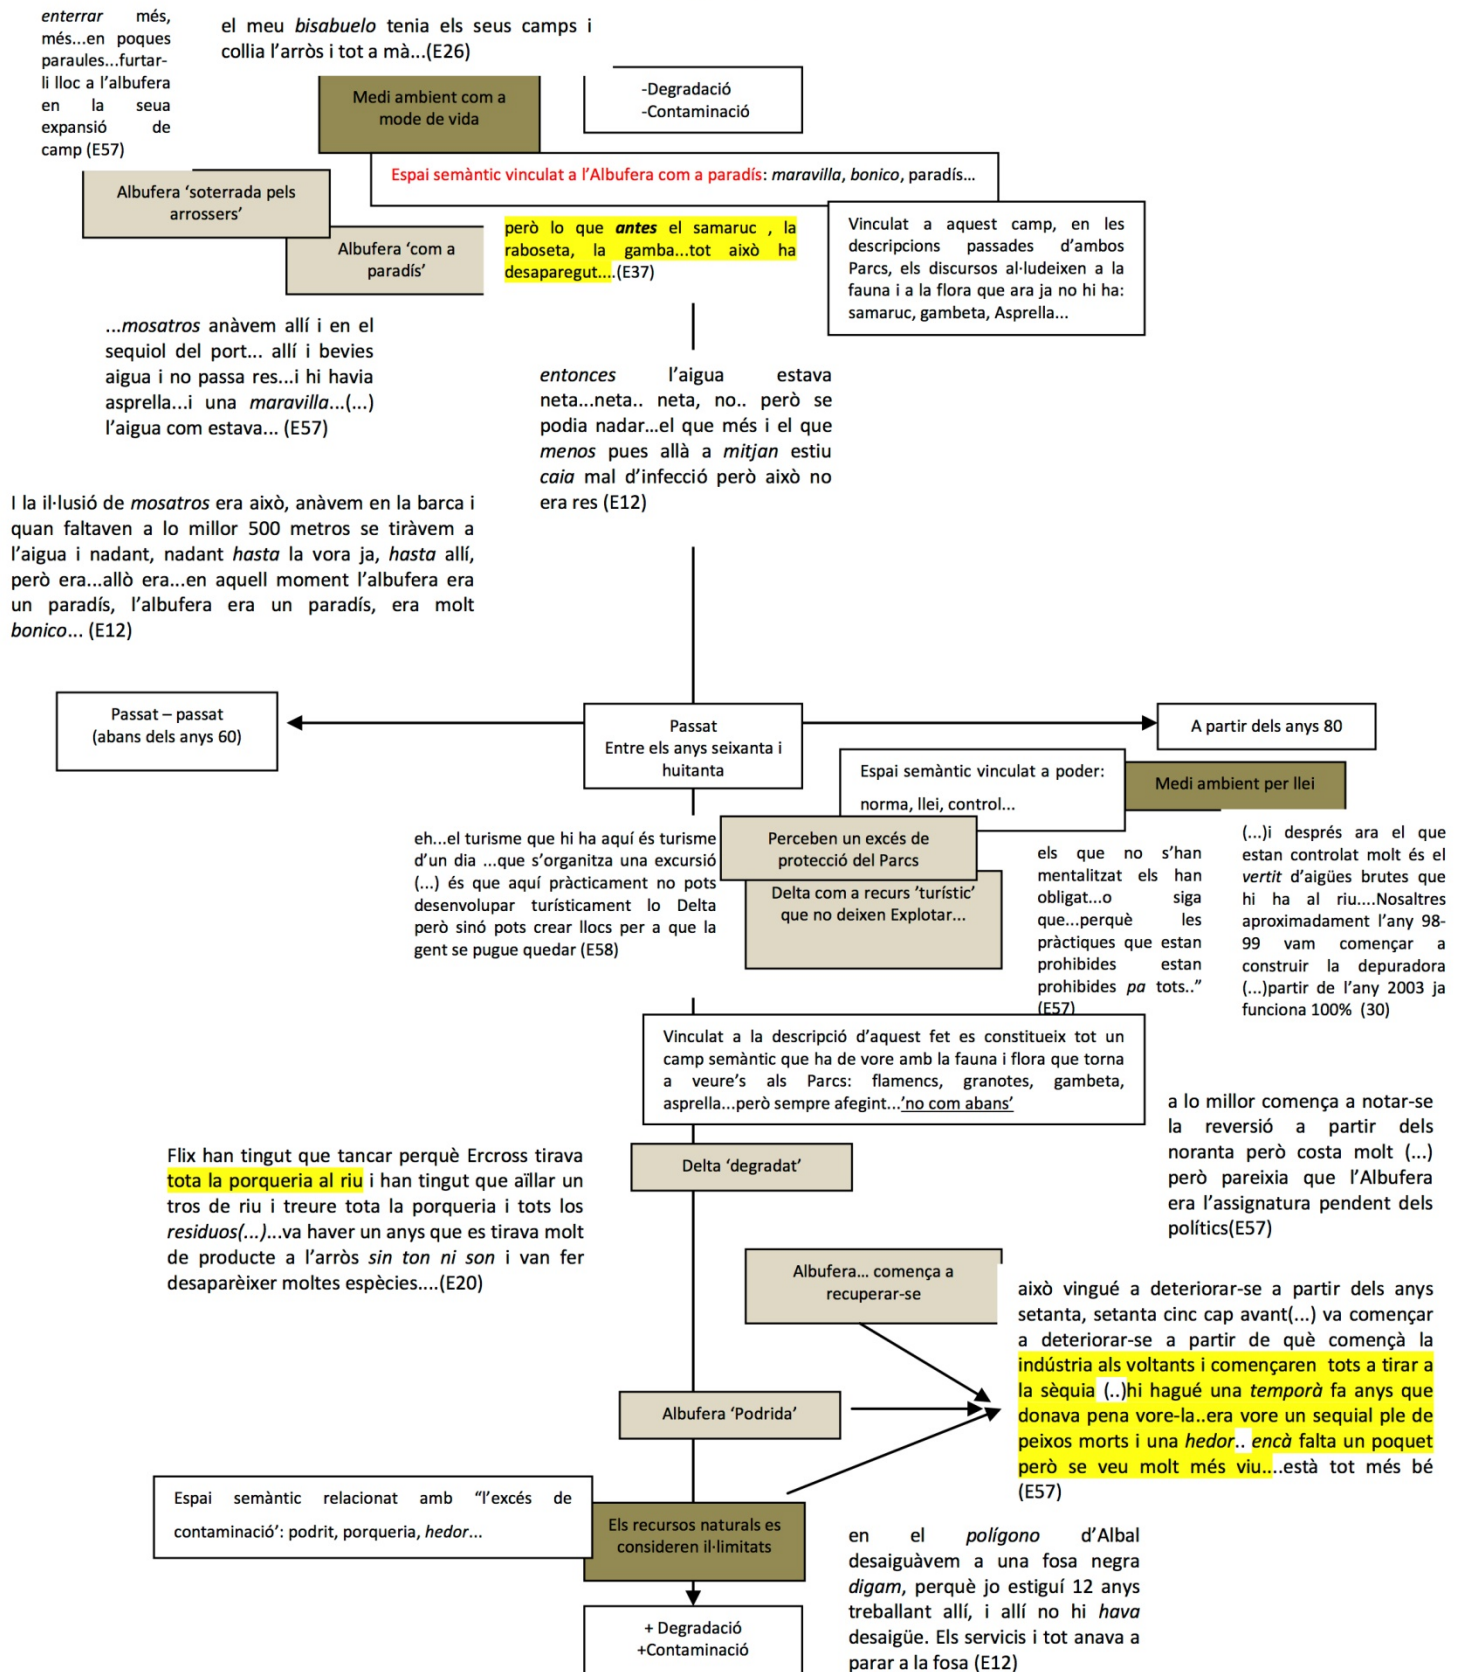 enterrar més,
més...en poques
paraules...furtar-
li lloc a l’albufera
en la seua
expansió de
camp (E57)
el meu bisabuelo tenia els seus camps i
collia l’arròs i tot a mà...(E26)
Medi ambient com a
mode de vida
-Degradació
-Contaminació
Espai semàntic vinculat a l’Albufera com a paradís: maravilla, bonico, paradís...
Albufera ‘soterrada pels
arrossers’
Albufera ‘com a
paradís’
però lo que antes el samaruc , la
raboseta, la gamba...tot això ha
desaparegut....(E37)
Vinculat a aquest camp, en les
descripcions passades d’ambos
Parcs, els discursos al·ludeixen a la
fauna i a la flora que ara ja no hi ha:
samaruc, gambeta, Asprella...
...mosatros anàvem allí i en el
sequiol del port... allí i bevies
aigua i no passa res...i hi havia
asprella...i una maravilla...(...)
l’aigua com estava... (E57)
entonces l’aigua estava
neta...neta.. neta, no.. però se
podia nadar...el que més i el que
menos pues allà a mitjan estiu
caia mal d’infecció però això no
era res (E12)
I la il·lusió de mosatros era això, anàvem en la barca i
quan faltaven a lo millor 500 metros se tiràvem a
l’aigua i nadant, nadant hasta la vora ja, hasta allí,
però era...allò era...en aquell moment l’albufera era
un paradís, l’albufera era un paradís, era molt
bonico... (E12)
Passat – passat
(abans dels anys 60)
Passat
Entre els anys seixanta i
huitanta
A partir dels anys 80
Espai semàntic vinculat a poder:
norma, llei, control...
Medi ambient per llei
Perceben un excés de
protecció del Parcs
Delta com a recurs ’turístic’
que no deixen Explotar...
eh...el turisme que hi ha aquí és turisme
d’un dia ...que s’organitza una excursió
(...) és que aquí pràcticament no pots
desenvolupar turísticament lo Delta
però sinó pots crear llocs per a que la
gent se pugue quedar (E58)
els que no s’han
mentalitzat els han
obligat...o siga
que...perquè les
pràctiques que estan
prohibides estan
prohibides pa tots..”
(E57)
(...)i després ara el que
estan controlat molt és el
vertit d’aigües brutes que
hi ha al riu....Nosaltres
aproximadament l’any 98-
99 vam començar a
construir la depuradora
(...)partir de l’any 2003 ja
funciona 100% (30)
Vinculat a la descripció d’aquest fet es constitueix tot un
camp semàntic que ha de vore amb la fauna i flora que torna
a veure’s als Parcs: flamencs, granotes, gambeta,
asprella...però sempre afegint...’no com abans’
a lo millor comença a notar-se
la reversió a partir dels
noranta però costa molt (...)
però pareixia que l’Albufera
era l’assignatura pendent dels
polítics(E57)
Delta ‘degradat’
Flix han tingut que tancar perquè Ercross tirava
tota la porqueria al riu i han tingut que aïllar un
tros de riu i treure tota la porqueria i tots los
residuos(...)...va haver un anys que es tirava molt
de producte a l’arròs sin ton ni son i van fer
desaparèixer moltes espècies....(E20)
Albufera... comença a
recuperar-se
això vingué a deteriorar-se a partir dels anys
setanta, setanta cinc cap avant(...) va començar
a deteriorar-se a partir de què començà la
indústria als voltants i començaren tots a tirar a
la sèquia (..)hi hagué una temporà fa anys que
donava pena vore-la..era vore un sequial ple de
peixos morts i una hedor.. encà falta un poquet
però se veu molt més viu....està tot més bé
(E57)
Albufera ‘Podrida’
Espai semàntic relacionat amb “l’excés de
contaminació’: podrit, porqueria, hedor...
Els recursos naturals es
consideren il·limitats
en el polígono d’Albal
desaiguàvem a una fosa negra
digam, perquè jo estiguí 12 anys
treballant allí, i allí no hi hava
desaigüe. Els servicis i tot anava a
parar a la fosa (E12)
+ Degradació
+Contaminació